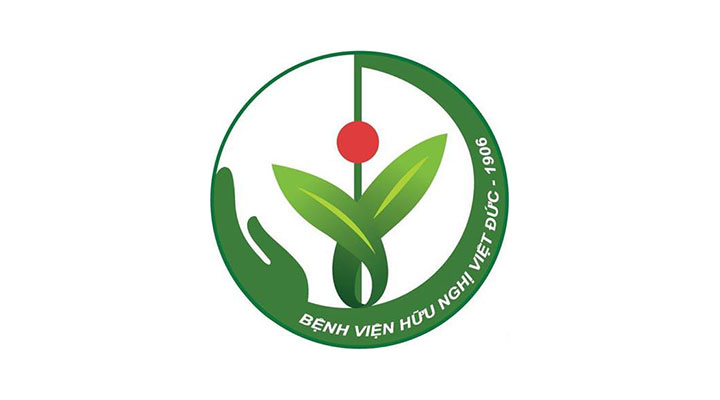 BỆNH VIỆN HỮU NGHỊ VIỆT ĐỨC - 1906